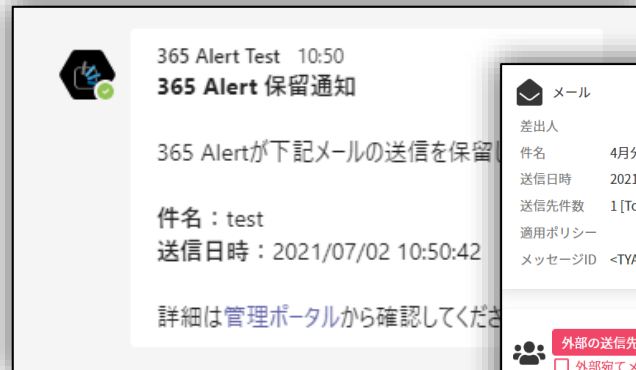 365 Alert Test 10:50
365 Alert 保留通知
365 Alertが下記メールの送信を保留し
件名：test
送信日時：2021/07/02 10:50:42
詳細は管理ポータルから確認してくださ
メール
差出人
件名 4月分
送信日時 2021
送信先件数 1 [To
適用ポリシー
メッセージID <TYA
外部の送信先
外部宛てメ